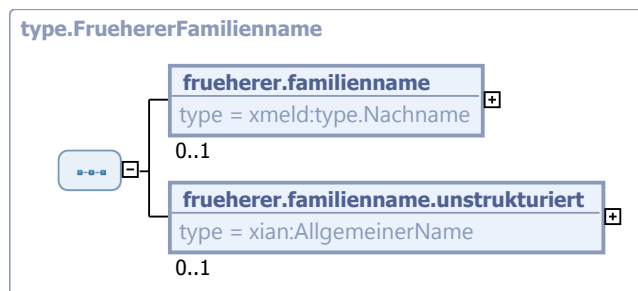 type.FruehererFamilienname
frueherer.familienname
type = xmeld:type.Nachname
0..1
frueherer.familienname.unstrukturiert
type = xian:AllgemeinerName
0..1